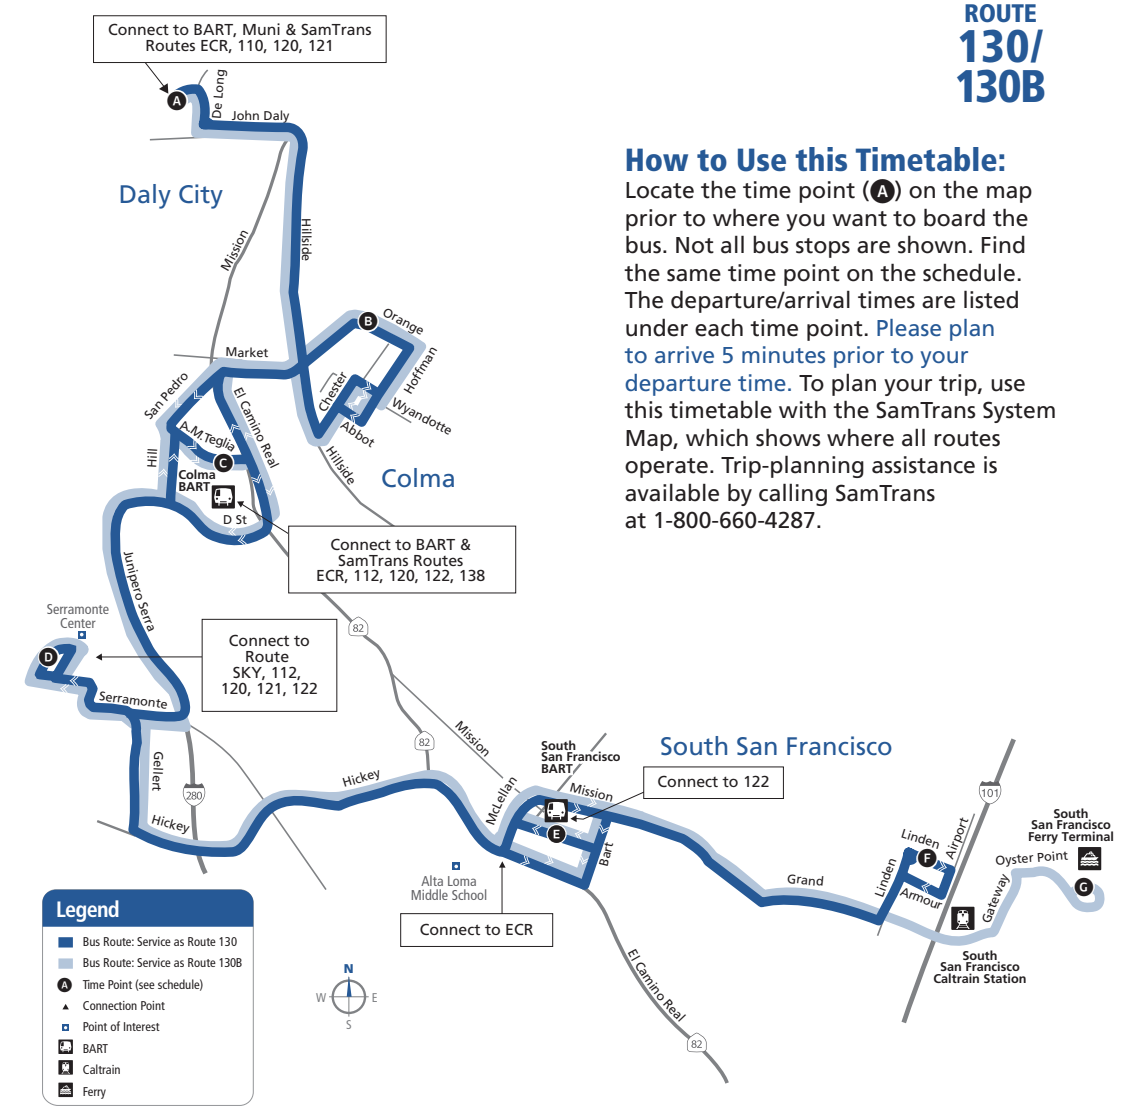 ROUTE
130/
130B
Connect to BART, Muni & SamTrans
Routes ECR, 110, 120, 121
A
De Long
John Daly
Daly City
Mission
Hillside
How to Use this Timetable:
Locate the time point (A) on the map
prior to where you want to board the
bus. Not all bus stops are shown. Find
the same time point on the schedule.
The departure/arrival times are listed
under each time point. Please plan
to arrive 5 minutes prior to your
departure time. To plan your trip, use
this timetable with the SamTrans System
Map, which shows where all routes
operate. Trip-planning assistance is
available by calling SamTrans
at 1-800-660-4287.
B
Orange
Market
Hoffman
San Pedro
El Camino Real
Chester
Wyandotte
Abbot
A.M.Teglia
Hill
C
Colma
BART
Hillside
Colma
D St
Connect to BART &
SamTrans Routes
ECR, 112, 120, 122, 138
Junipero Serra
Serramonte
Center
D
Connect to
Route
SKY, 112,
120, 121, 122
82
Serramonte
Gellert
Hickey
280
Hickey
82
Mission
McLellan
South
San Francisco
BART
South San Francisco
Connect to 122
Mission
E
Bart
Alta Loma
Middle School
Connect to ECR
Grand
Linden
Linden
F
Armour
Airport
101
Gateway
Oyster Point
South
San Francisco
Ferry Terminal
G
South
San Francisco
Caltrain Station
El Camino Real
82
N
W
E
S
Legend
Bus Route: Service as Route 130
Bus Route: Service as Route 130B
A Time Point (see schedule)
Connection Point
Point of Interest
BART
Caltrain
Ferry